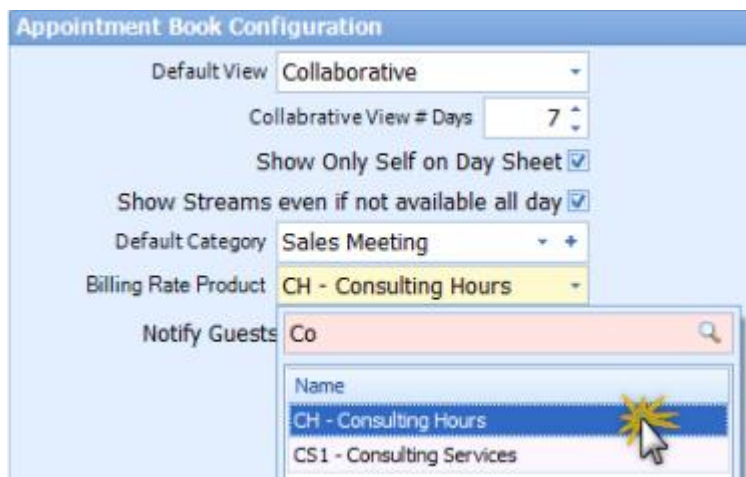 Appointment Book Configuration
Default View Collaborative
Collabrative View # Days 7
Show Only Self on Day Sheet
Show Streams even if not available all day
Default Category Sales Meeting
Billing Rate Product CH - Consulting Hours
Notify Guests Co
Name
CH - Consulting Hours
CS1 - Consulting Services